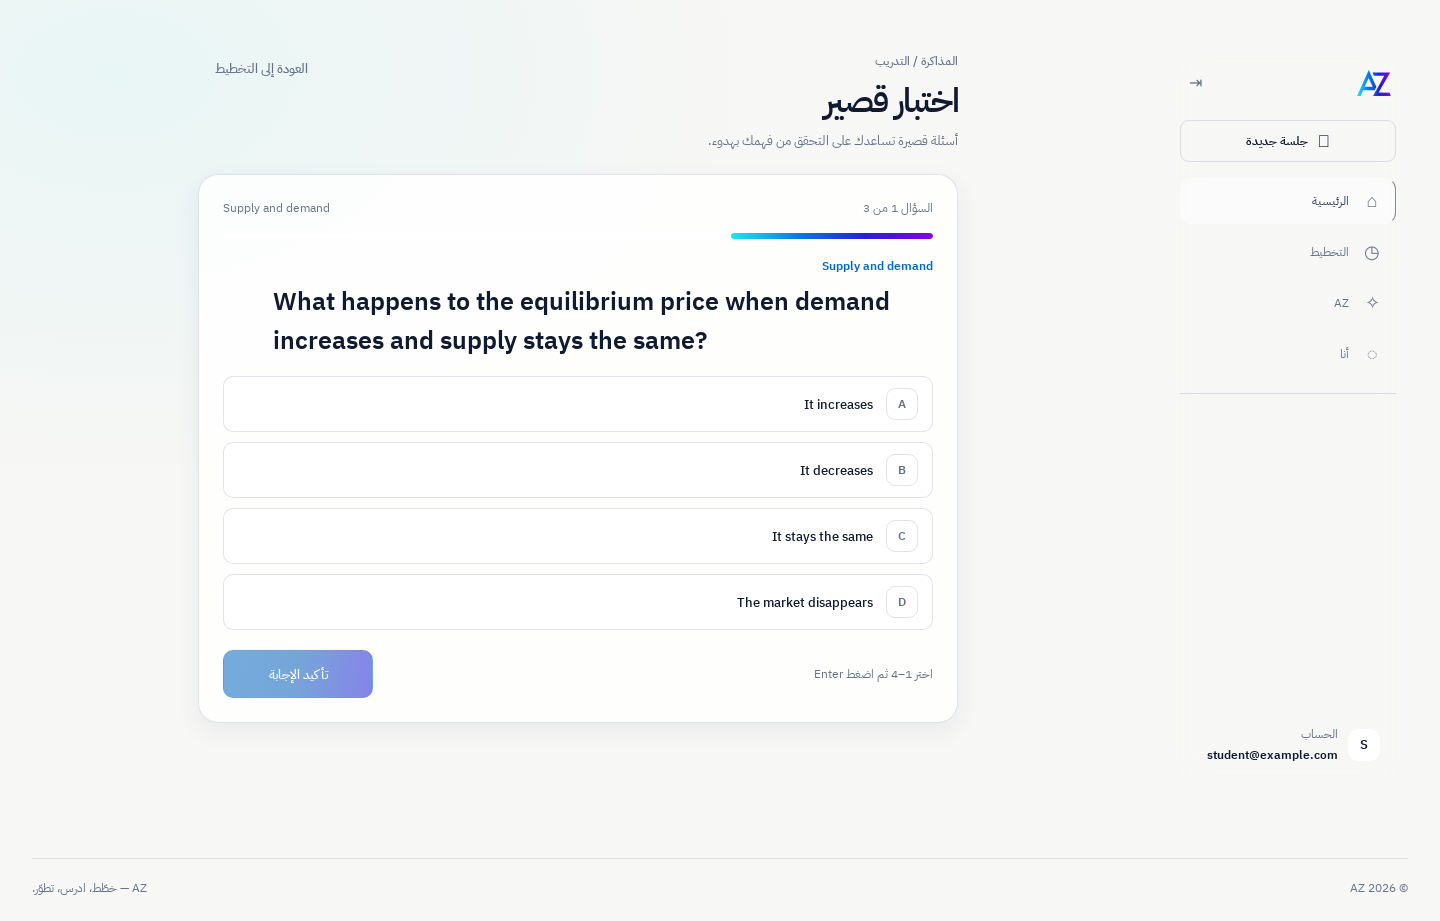 AZ
جلسة جديدة
الرئيسية
التخطيط
AZ
أنا
الحساب
S
student@example.com
المذاكرة / التدريب
العودة إلى التخطيط
اختبار قصير
أسئلة قصيرة تساعدك على التحقق من فهمك بهدوء.
السؤال 1 من 3
Supply and demand
Supply and demand
What happens to the equilibrium price when demand
increases and supply stays the same?
A It increases
B It decreases
C It stays the same
D The market disappears
اختر 1–4 ثم اضغط Enter
تأكيد الإجابة
© 2026 AZ
AZ — خطّط، ادرس، تطوّر.